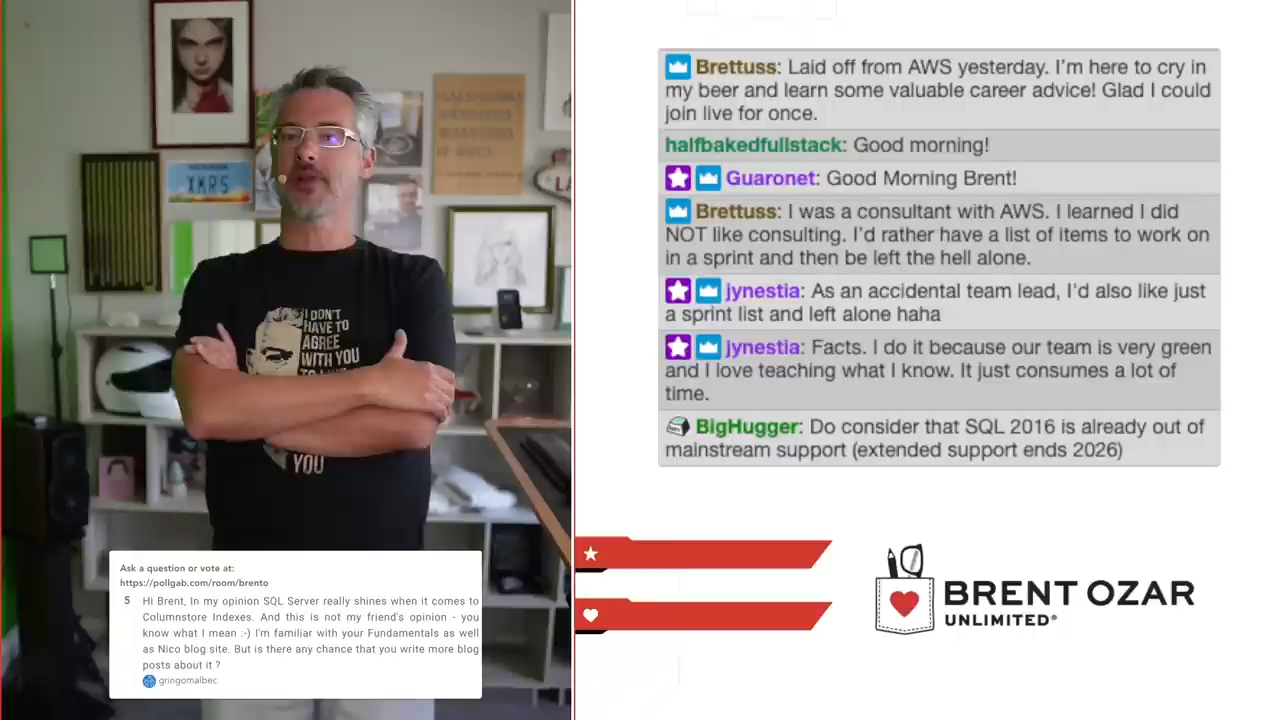 XMRS
I DON'T
HAVE TO
AGREE
WITH YOU
YOU
LA
Ask a question or vote at:
https://pollgab.com/room/brento
5 Hi Brent, In my opinion SQL Server really shines when it comes to
Columnstore Indexes. And this is not my friend's opinion - you
know what I mean :-) I'm familiar with your Fundamentals as well
as Nico blog site. But is there any chance that you write more blog
posts about it ?
gringomalbec
Brettuss: Laid off from AWS yesterday. I'm here to cry in
my beer and learn some valuable career advice! Glad I could
join live for once.
halfbakedfullstack: Good morning!
Guaronet: Good Morning Brent!
Brettuss: I was a consultant with AWS. I learned I did
NOT like consulting. I'd rather have a list of items to work on
in a sprint and then be left the hell alone.
jynestia: As an accidental team lead, I'd also like just
a sprint list and left alone haha
jynestia: Facts. I do it because our team is very green
and I love teaching what I know. It just consumes a lot of
time.
BigHugger: Do consider that SQL 2016 is already out of
mainstream support (extended support ends 2026)
BRENT OZAR
UNLIMITED®